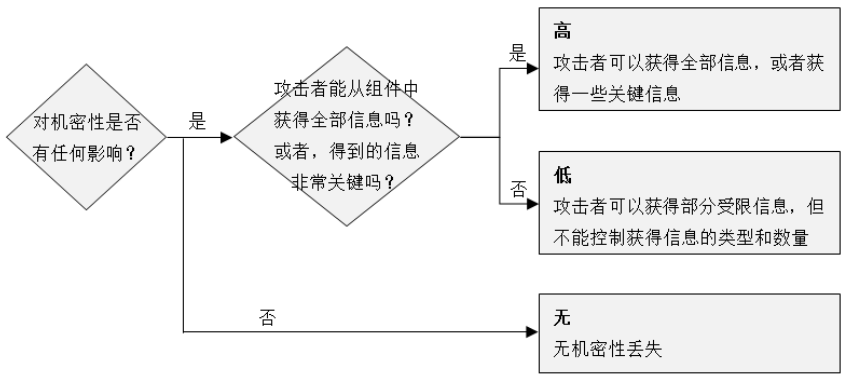 对机密性是否
有任何影响？
是
攻击者能从组件中
获得全部信息吗？
或者，得到的信息
非常关键吗？
是
高
攻击者可以获得全部信息，或者获
得一些关键信息
否
低
攻击者可以获得部分受限信息，但
不能控制获得信息的类型和数量
否
无
无机密性丢失